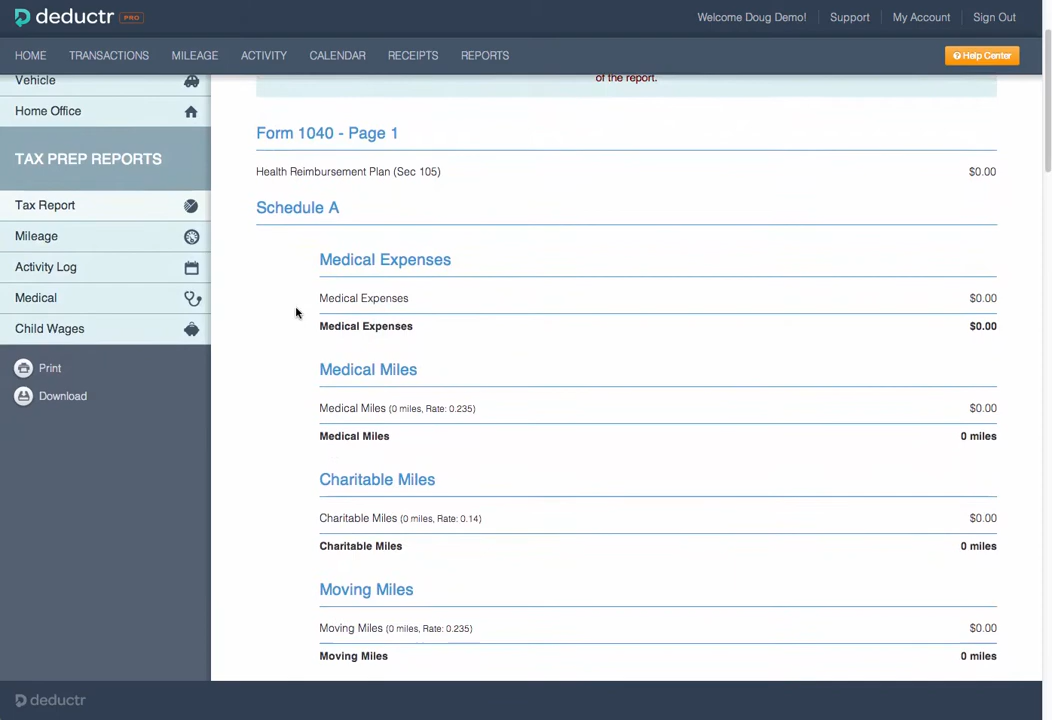 deductr PRO
Welcome Doug Demo! Support My Account Sign Out
HOME TRANSACTIONS MILEAGE ACTIVITY CALENDAR RECEIPTS REPORTS
Help Center
Vehicle
Home Office
TAX PREP REPORTS
Tax Report
Mileage
Activity Log
Medical
Child Wages
Print
Download
of the report.
Form 1040 - Page 1
Health Reimbursement Plan (Sec 105) $0.00
Schedule A
Medical Expenses
Medical Expenses $0.00
Medical Expenses $0.00
Medical Miles
Medical Miles (0 miles, Rate: 0.235) $0.00
Medical Miles 0 miles
Charitable Miles
Charitable Miles (0 miles, Rate: 0.14) $0.00
Charitable Miles 0 miles
Moving Miles
Moving Miles (0 miles, Rate: 0.235) $0.00
Moving Miles 0 miles
deductr